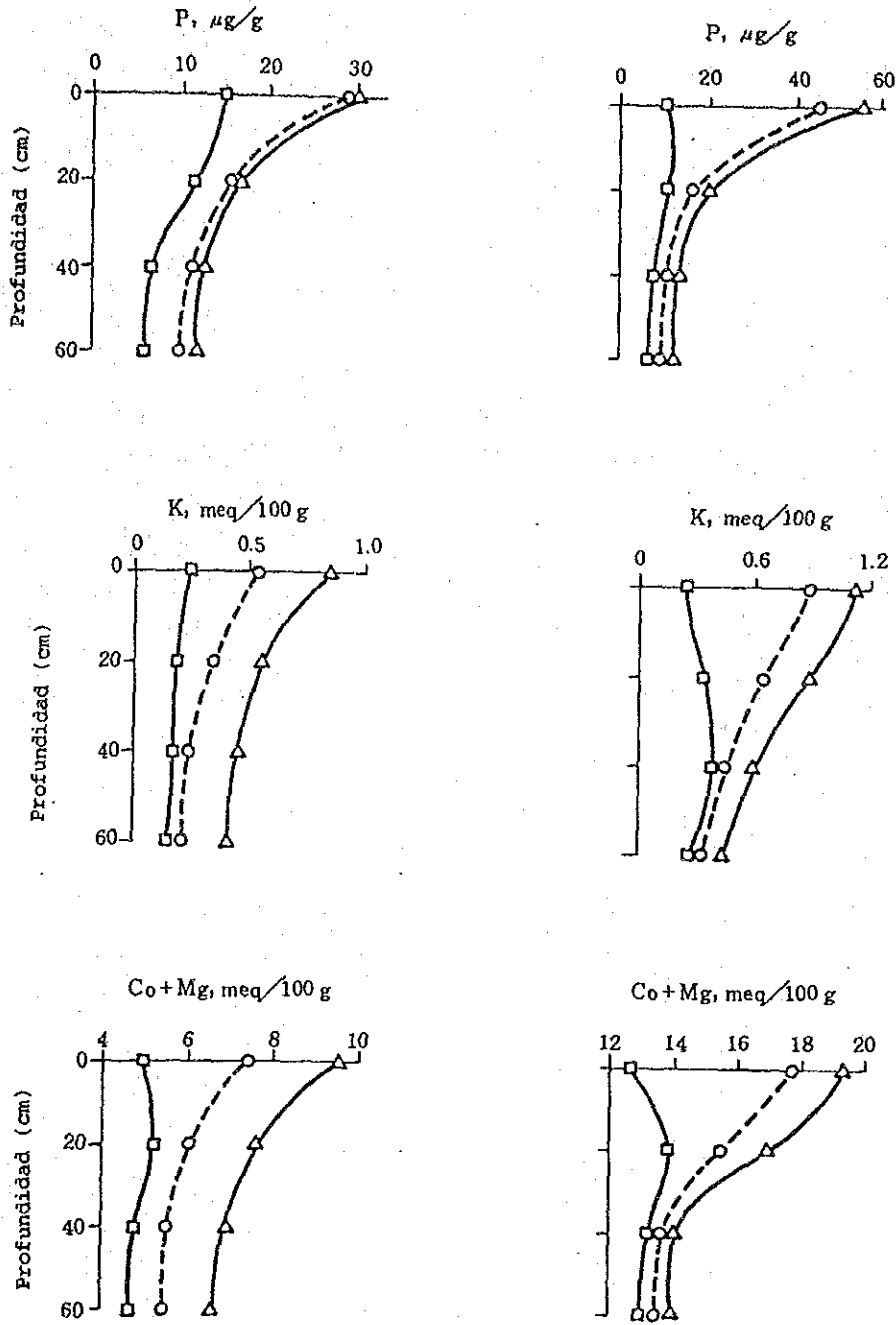 P, µg/g
0 10 20 30
0
20
40
60
Profundidad (cm)
P, µg/g
0 20 40 60
K, meq/100 g
0 0.5 1.0
0
20
40
60
Profundidad (cm)
K, meq/100 g
0 0.6 1.2
Co+Mg, meq/100 g
4 6 8 10
0
20
40
60
Profundidad (cm)
Co+Mg, meq/100 g
12 14 16 18 20